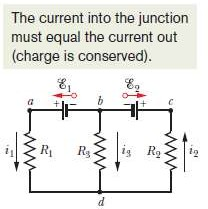 The current into the junction
must equal the current out
(charge is conserved).
ℰ1 ℰ2
a + − b − + c
i1 R1 R3 i3 R2 i2
d